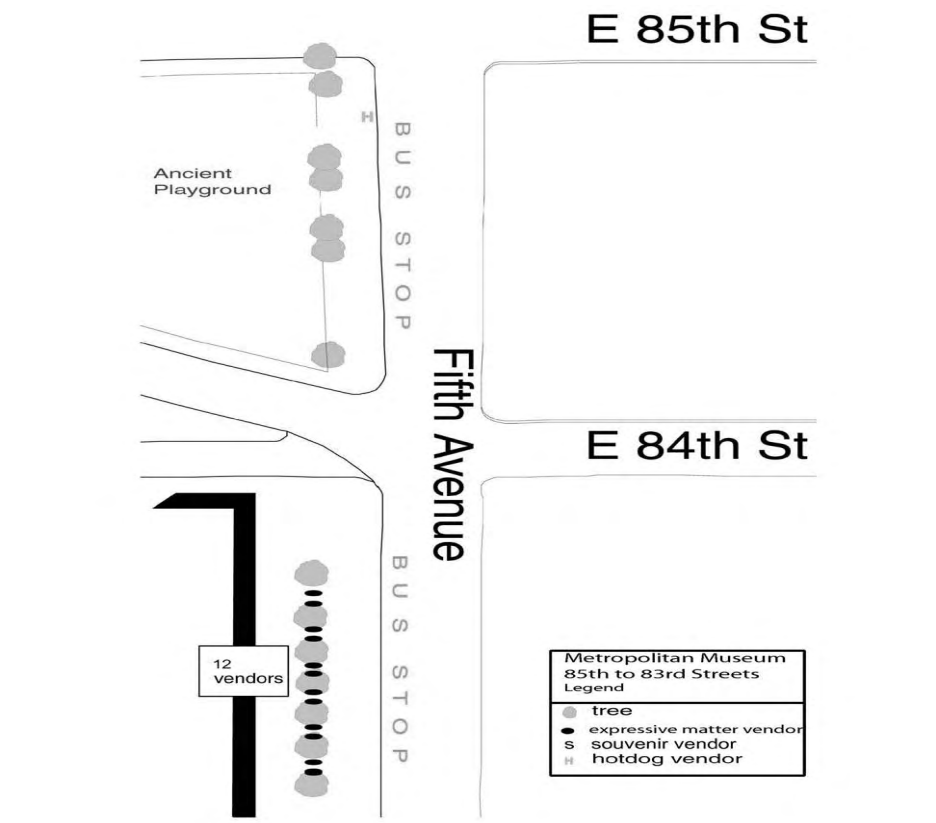 E 85th St
H
BUS STOP
Ancient
Playground
Fifth Avenue
E 84th St
BUS STOP
12
vendors
Metropolitan Museum
85th to 83rd Streets
Legend
tree
expressive matter vendor
S souvenir vendor
H hotdog vendor